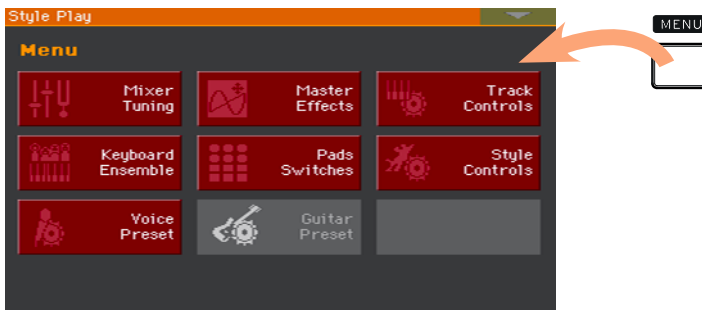 Style Play
MENU
Menu
Mixer
Tuning
Master
Effects
Track
Controls
Keyboard
Ensemble
Pads
Switches
Style
Controls
Voice
Preset
Guitar
Preset